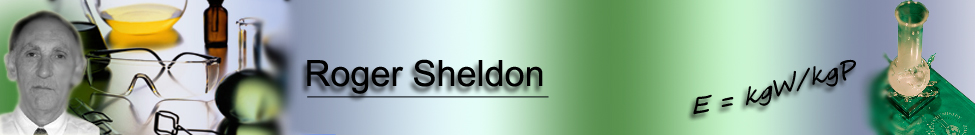 Roger Sheldon
E = kgW/kgP